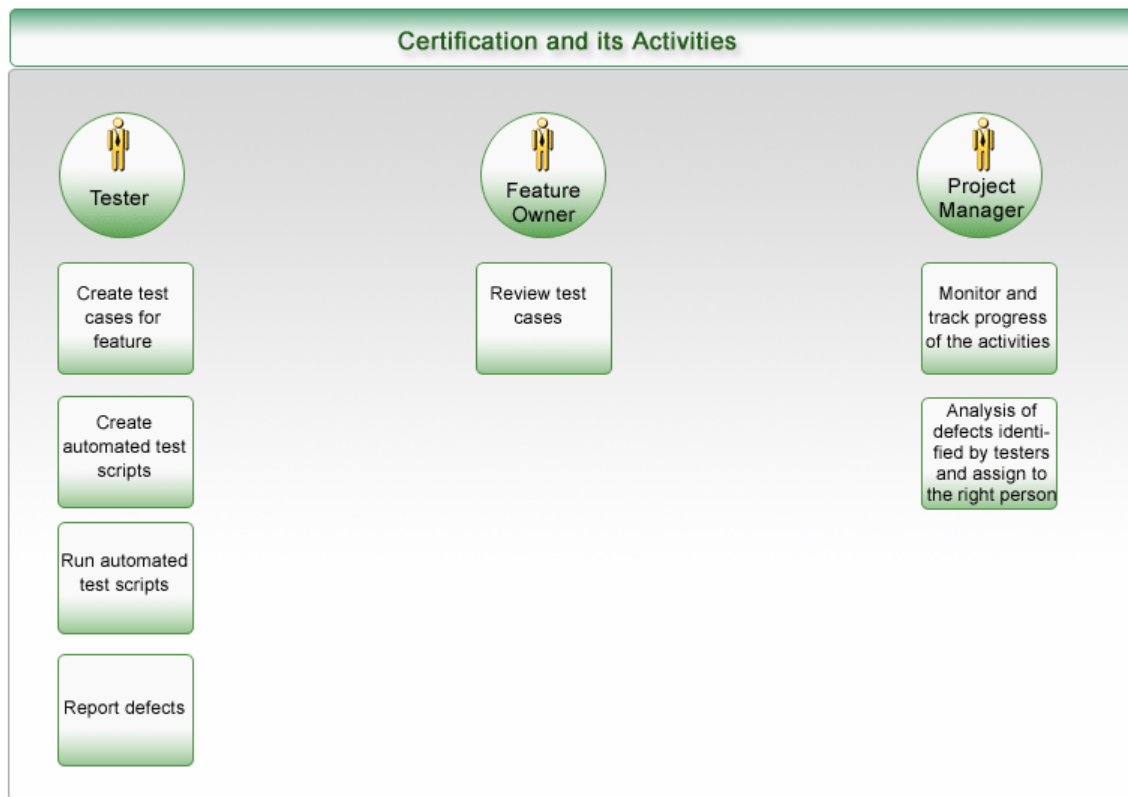 Certification and its Activities
Tester
Feature
Owner
Project
Manager
Create test
cases for
feature
Review test
cases
Monitor and
track progress
of the activities
Create
automated test
scripts
Analysis of
defects identi-
fied by testers
and assign to
the right person
Run automated
test scripts
Report defects